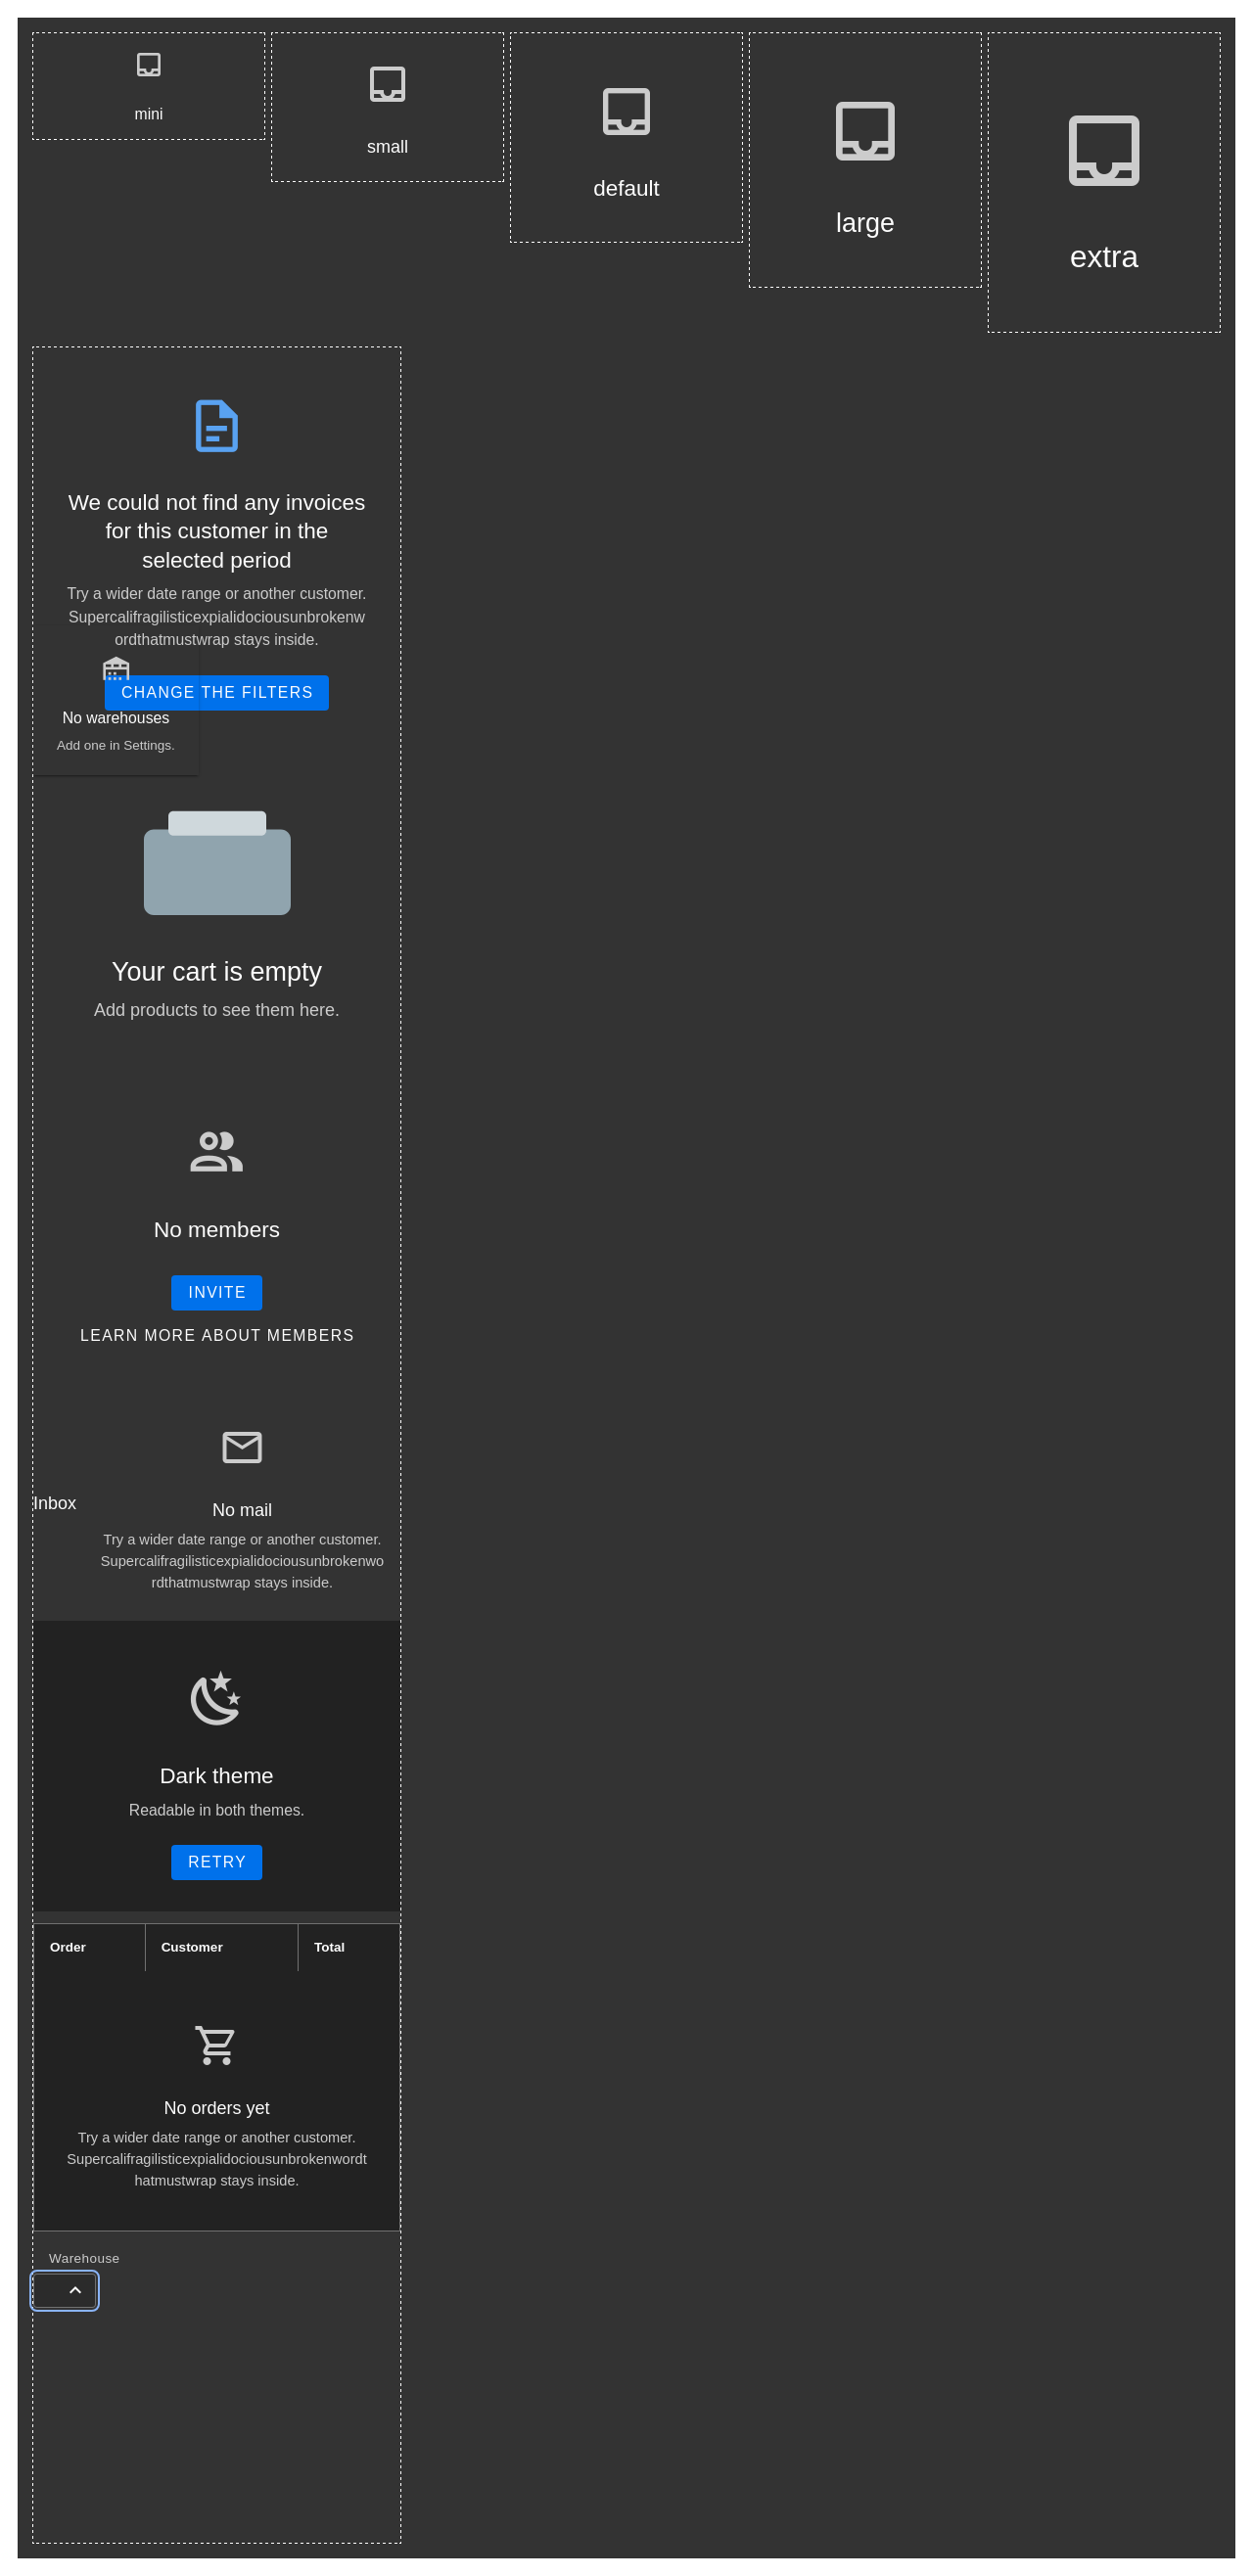 mini
small
default
large
extra
We could not find any invoices
for this customer in the
selected period
Try a wider date range or another customer.
Supercalifragilisticexpialidociousunbrokenw
ordthatmustwrap stays inside.
CHANGE THE FILTERS
No warehouses
Add one in Settings.
Your cart is empty
Add products to see them here.
No members
INVITE
LEARN MORE ABOUT MEMBERS
Inbox
No mail
Try a wider date range or another customer.
Supercalifragilisticexpialidociousunbrokenwo
rdthatmustwrap stays inside.
Dark theme
Readable in both themes.
RETRY
Order Customer Total
No orders yet
Try a wider date range or another customer.
Supercalifragilisticexpialidociousunbrokenwordt
hatmustwrap stays inside.
Warehouse